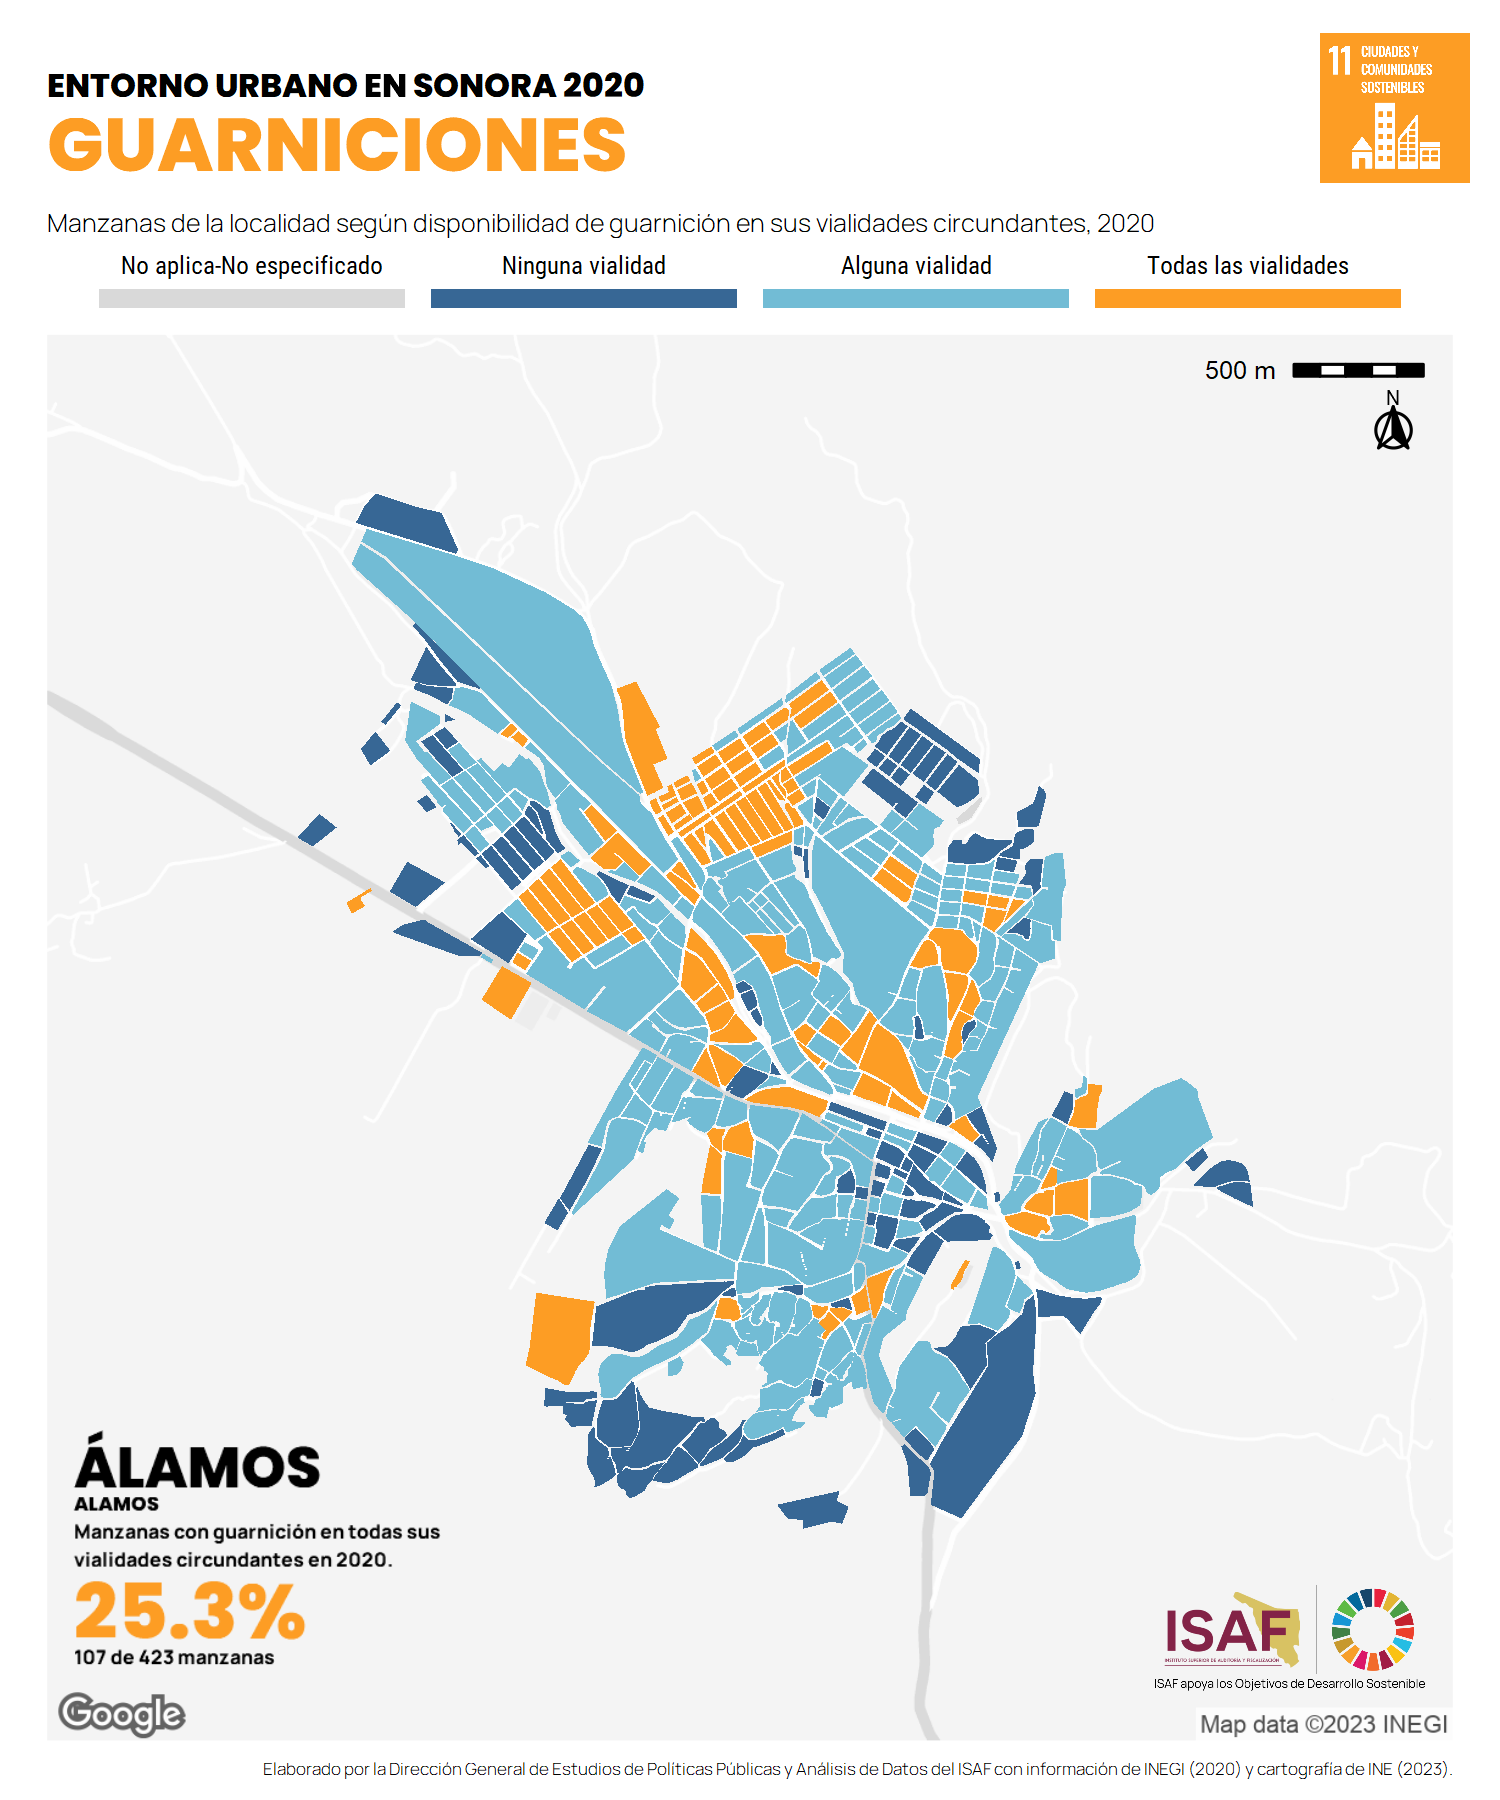 ENTORNO URBANO EN SONORA 2020
GUARNICIONES
11 CIUDADES Y
COMUNIDADES
SOSTENIBLES
Manzanas de la localidad según disponibilidad de guarnición en sus vialidades circundantes, 2020
No aplica-No especificado
Ninguna vialidad
Alguna vialidad
Todas las vialidades
500 m
N
ÁLAMOS
ALAMOS
Manzanas con guarnición en todas sus
vialidades circundantes en 2020.
25.3%
107 de 423 manzanas
Google
ISAF
INSTITUTO SUPERIOR DE AUDITORÍA Y FISCALIZACIÓN
ISAF apoya los Objetivos de Desarrollo Sostenible
Map data ©2023 INEGI
Elaborado por la Dirección General de Estudios de Políticas Públicas y Análisis de Datos del ISAF con información de INEGI (2020) y cartografía de INE (2023).